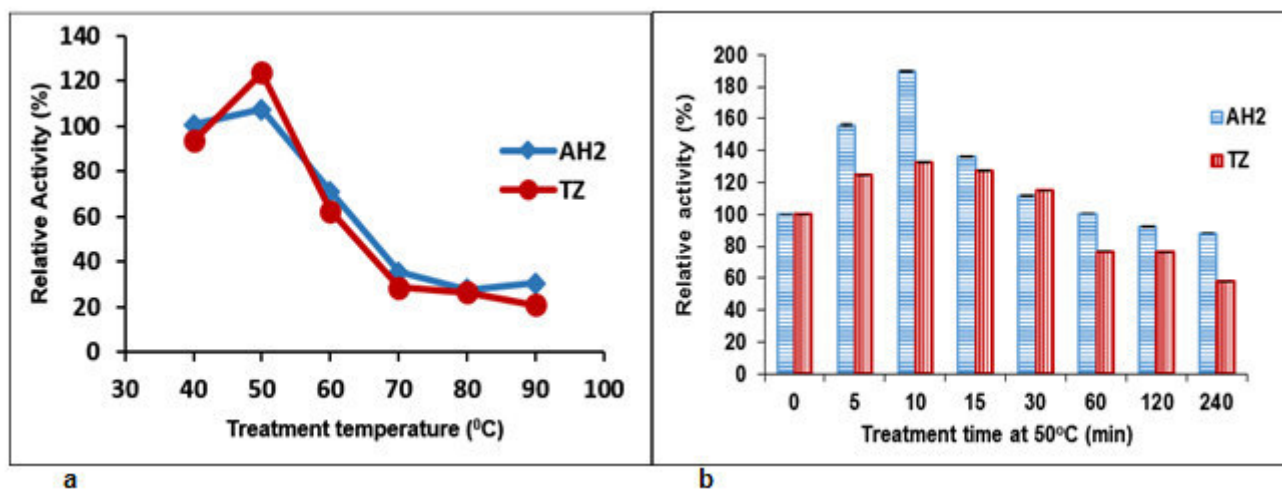 140
120
100
80
60
40
20
0
Relative Activity (%)
AH2
TZ
30 40 50 60 70 80 90 100
Treatment temperature (⁰C)
a
200
180
160
140
120
100
80
60
40
20
0
Relative activity (%)
AH2
TZ
0 5 10 15 30 60 120 240
Treatment time at 50°C (min)
b